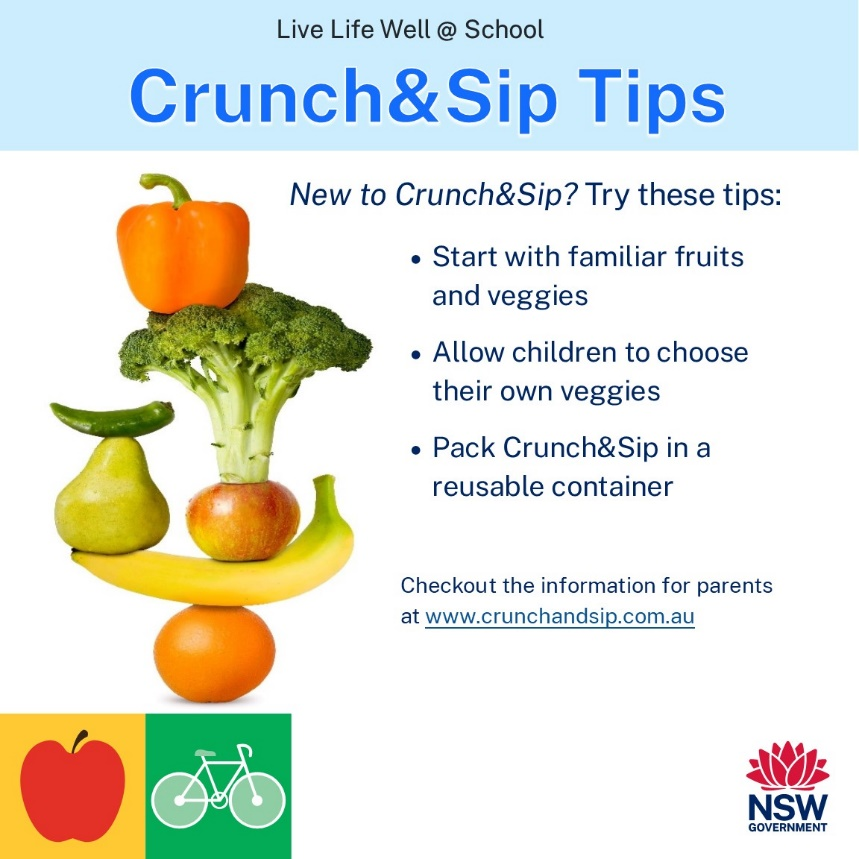 Live Life Well @ School
Crunch&Sip Tips
New to Crunch&Sip? Try these tips:
• Start with familiar fruits
and veggies
• Allow children to choose
their own veggies
• Pack Crunch&Sip in a
reusable container
Checkout the information for parents
at www.crunchandsip.com.au
NSW
GOVERNMENT